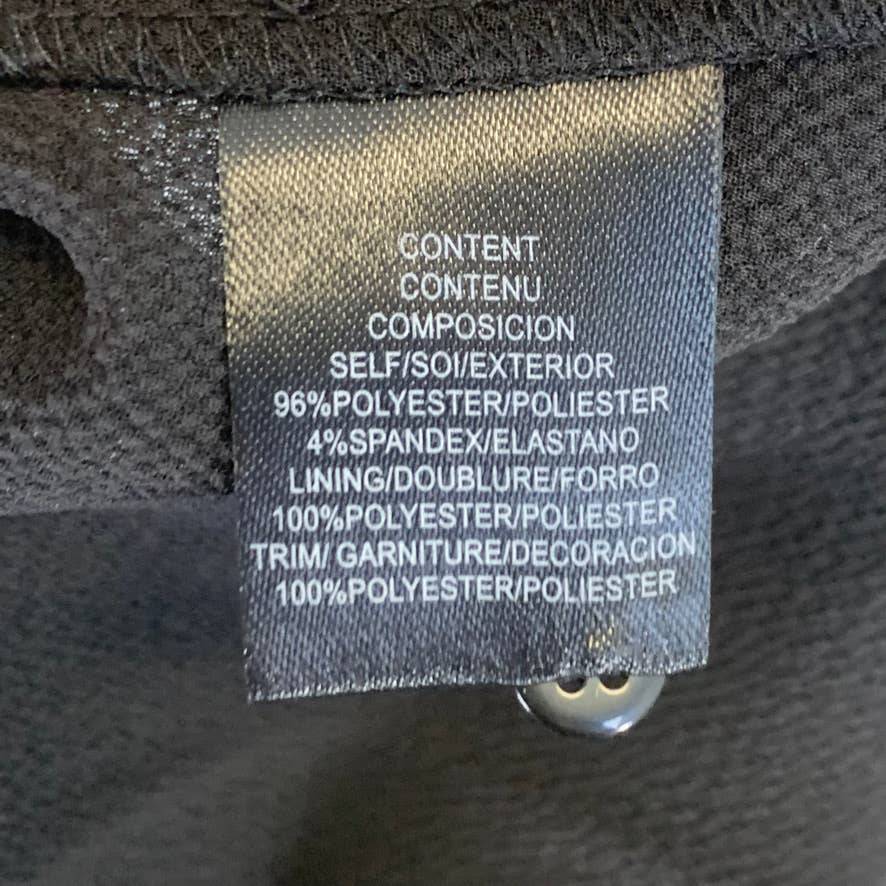 CONTENT
CONTENU
COMPOSICION
SELF/SOI/EXTERIOR
96%POLYESTER/POLIESTER
4%SPANDEX/ELASTANO
LINING/DOUBLURE/FORRO
100%POLYESTER/POLIESTER
TRIM/ GARNITURE/DECORACION
100%POLYESTER/POLIESTER